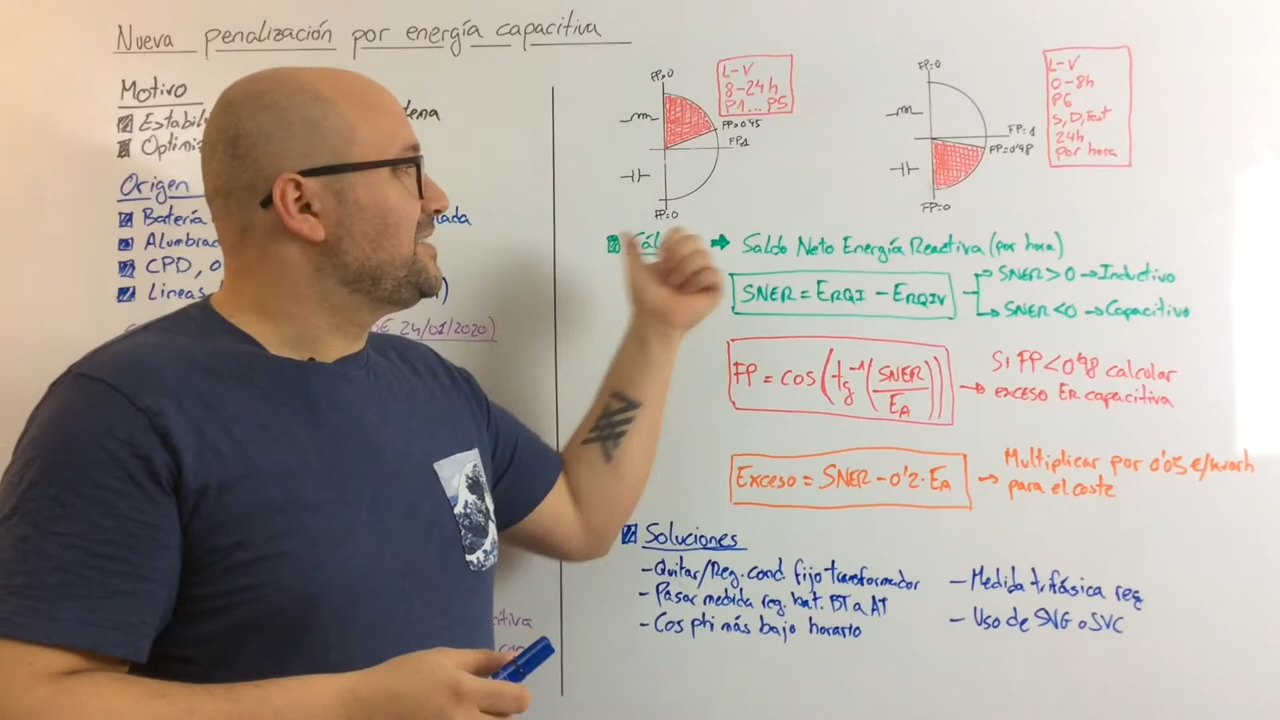 Nueva penalización por energía capacitiva
Motivo
Estabil
Optimi
Origen
Batería
Alumbrad
CPD, O
Lineas
24/01/2020)
FP=0
L-V
8-24h
P1...P5
FP=0'95
FP=1
FP=0
FP=0
L-V
0-8h
P6
S, D, Fest
24h
por hora
FP=1
FP=0'98
FP=0
Cál
Saldo Neto Energía Reactiva (por hora)
SNER = ERQI - ERQIV
SNER>0 → Inductivo
SNER<0 → Capacitivo
FP = cos(tg⁻¹(SNER/EA))
Si FP<0'98 calcular
exceso ER capacitiva
Exceso = SNER - 0'2·EA
Multiplicar por 0'05 €/kvarh
para el coste
Soluciones
- Quitar/Reg. cond. fijo transformador
- Pasar medida reg. bat. BT a AT
- Cos phi más bajo horario
- Medida trifásica reg
- Uso de SVG o SVC